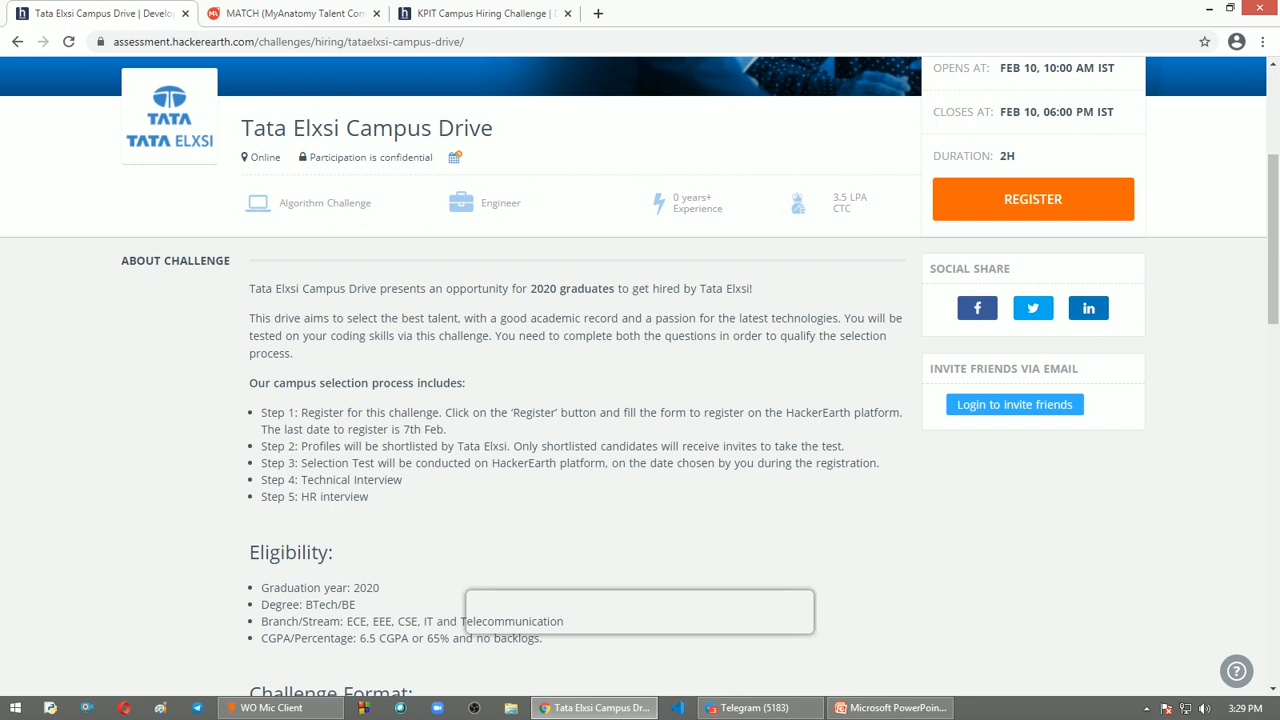 Tata Elxsi Campus Drive | Develo
MATCH (MyAnatomy Talent Con
KPIT Campus Hiring Challenge |
assessment.hackerearth.com/challenges/hiring/tataelxsi-campus-drive/
TATA
TATA ELXSI
Tata Elxsi Campus Drive
Online
Participation is confidential
Algorithm Challenge
Engineer
0 years+
Experience
3.5 LPA
CTC
OPENS AT: FEB 10, 10:00 AM IST
CLOSES AT: FEB 10, 06:00 PM IST
DURATION: 2H
REGISTER
ABOUT CHALLENGE
Tata Elxsi Campus Drive presents an opportunity for 2020 graduates to get hired by Tata Elxsi!
This drive aims to select the best talent, with a good academic record and a passion for the latest technologies. You will be
tested on your coding skills via this challenge. You need to complete both the questions in order to qualify the selection
process.
Our campus selection process includes:
Step 1: Register for this challenge. Click on the ‘Register’ button and fill the form to register on the HackerEarth platform.
The last date to register is 7th Feb.
Step 2: Profiles will be shortlisted by Tata Elxsi. Only shortlisted candidates will receive invites to take the test.
Step 3: Selection Test will be conducted on HackerEarth platform, on the date chosen by you during the registration.
Step 4: Technical Interview
Step 5: HR interview
Eligibility:
Graduation year: 2020
Degree: BTech/BE
Branch/Stream: ECE, EEE, CSE, IT and Telecommunication
CGPA/Percentage: 6.5 CGPA or 65% and no backlogs.
Challenge Format:
SOCIAL SHARE
INVITE FRIENDS VIA EMAIL
Login to invite friends
WO Mic Client
Tata Elxsi Campus Dr...
Telegram (5183)
Microsoft PowerPoin...
3:29 PM